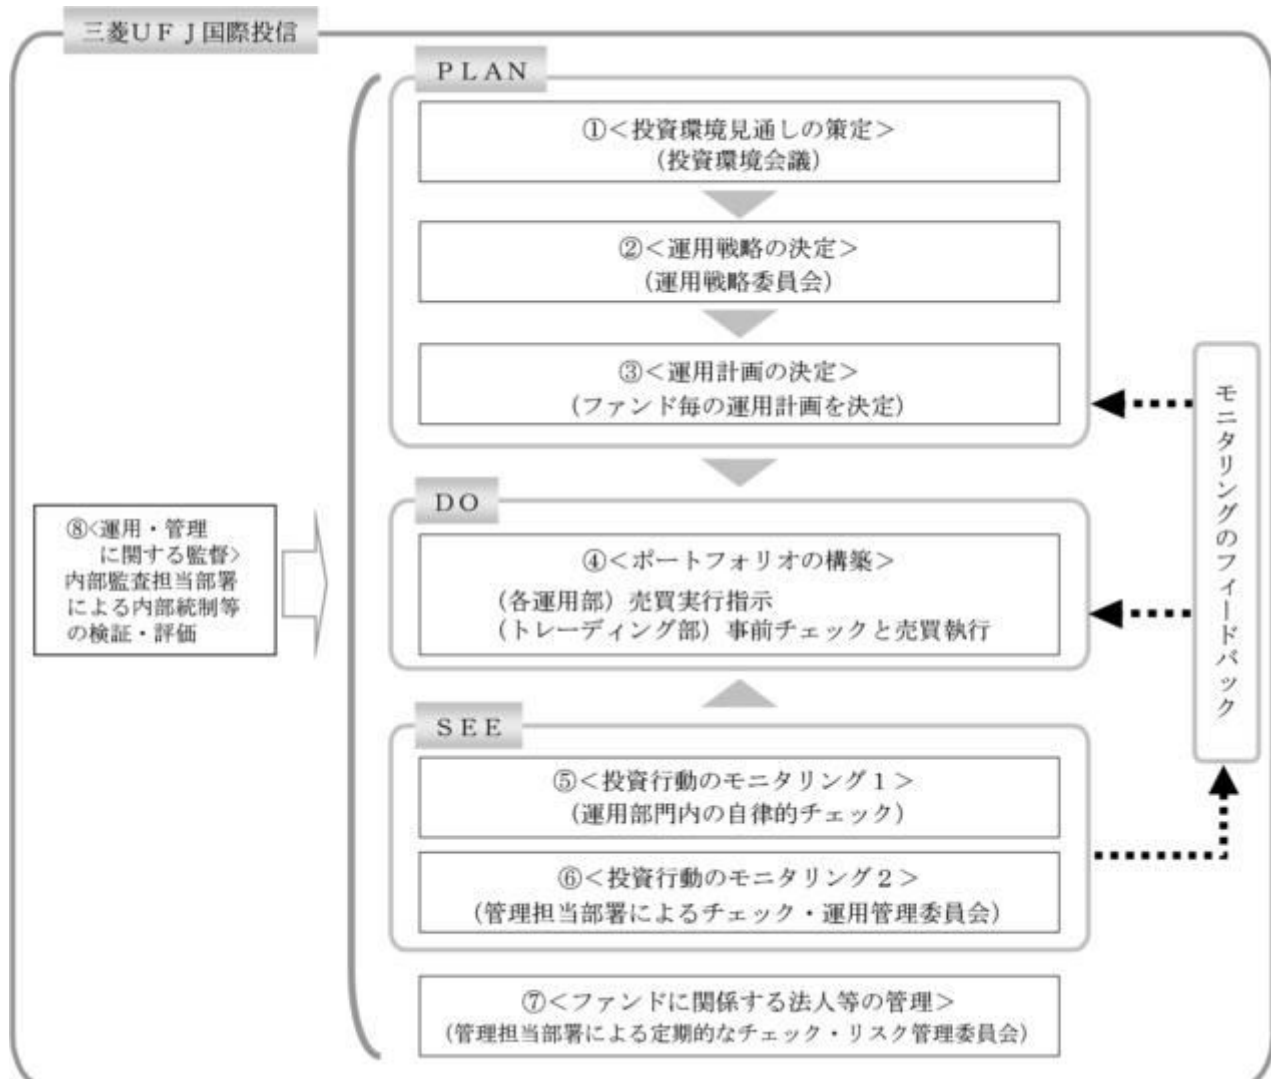 三菱ＵＦＪ国際投信
ＰＬＡＮ
①＜投資環境見通しの策定＞
（投資環境会議）
②＜運用戦略の決定＞
（運用戦略委員会）
③＜運用計画の決定＞
（ファンド毎の運用計画を決定）
ＤＯ
④＜ポートフォリオの構築＞
（各運用部）売買実行指示
（トレーディング部）事前チェックと売買執行
ＳＥＥ
⑤＜投資行動のモニタリング１＞
（運用部門内の自律的チェック）
⑥＜投資行動のモニタリング２＞
（管理担当部署によるチェック・運用管理委員会）
⑦＜ファンドに関係する法人等の管理＞
（管理担当部署による定期的なチェック・リスク管理委員会）
⑧<運用・管理
に関する監督>
内部監査担当部署
による内部統制等
の検証・評価
モニタリングのフィードバック